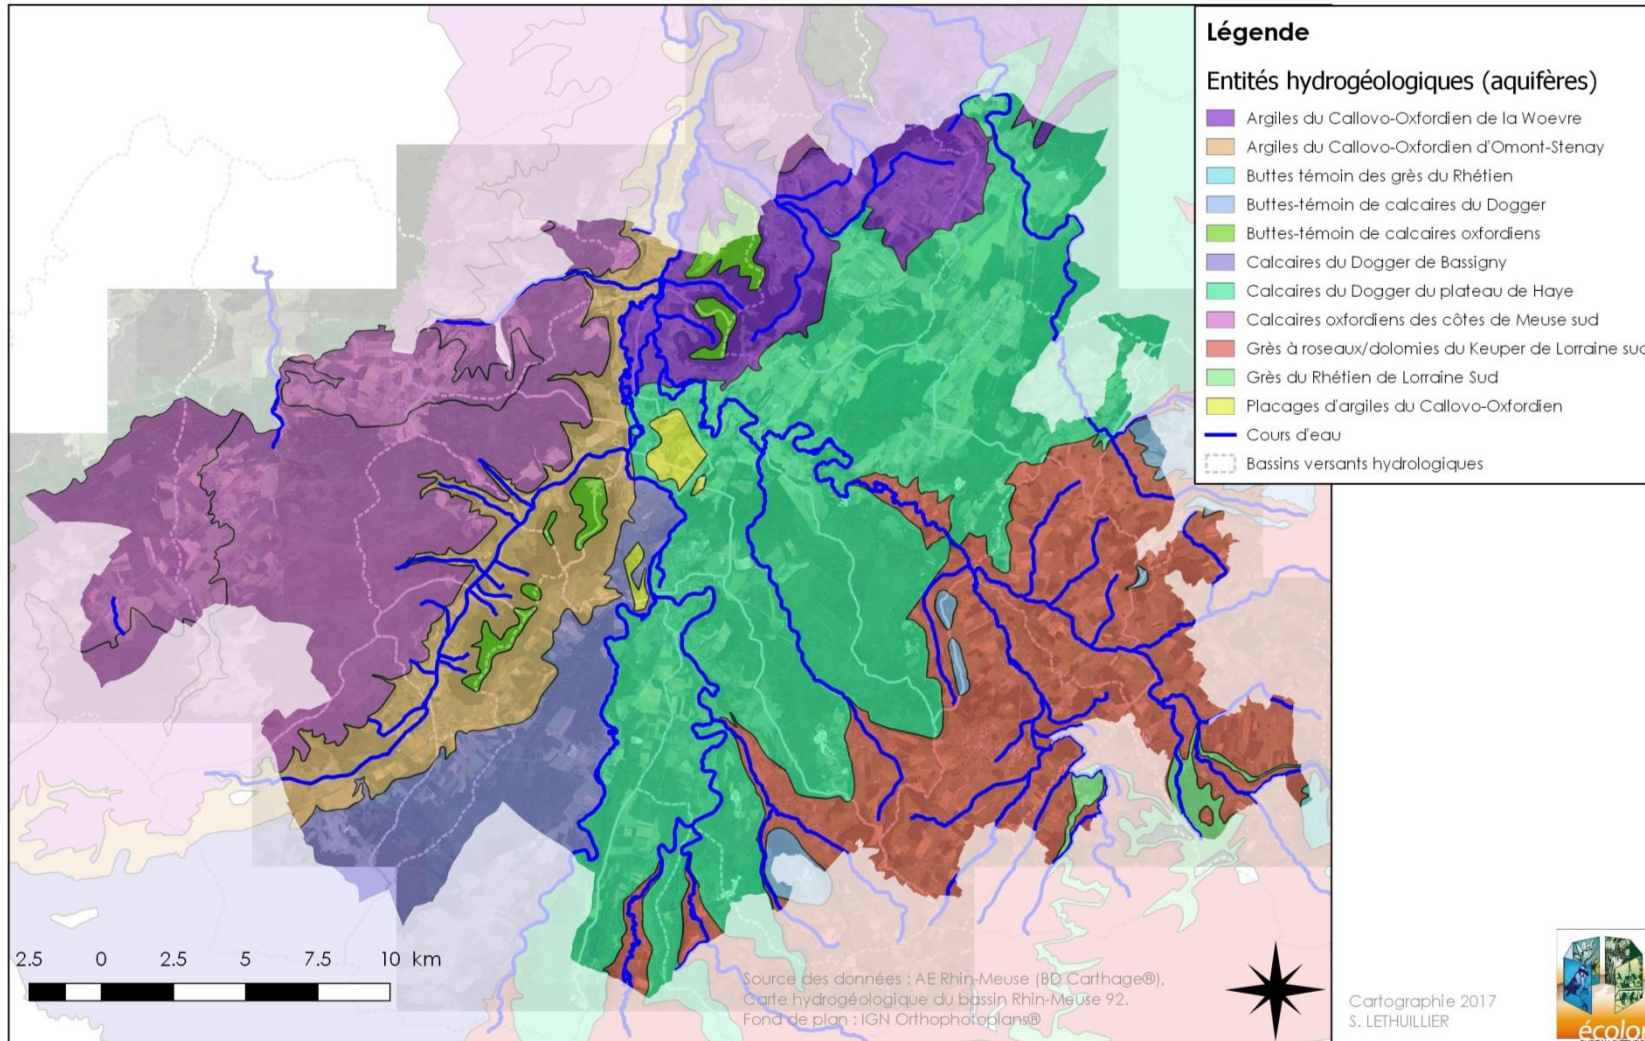 Légende
Entités hydrogéologiques (aquifères)
Argiles du Callovo-Oxfordien de la Woevre
Argiles du Callovo-Oxfordien d'Omont-Stenay
Buttes témoin des grès du Rhétien
Buttes-témoin de calcaires du Dogger
Buttes-témoin de calcaires oxfordiens
Calcaires du Dogger de Bassigny
Calcaires du Dogger du plateau de Haye
Calcaires oxfordiens des côtes de Meuse sud
Grès à roseaux/dolomies du Keuper de Lorraine sud
Grès du Rhétien de Lorraine Sud
Placages d'argiles du Callovo-Oxfordien
Cours d'eau
Bassins versants hydrologiques
2.5 0 2.5 5 7.5 10 km
Source des données : AE Rhin-Meuse (BD Carthage®),
Carte hydrogéologique du bassin Rhin-Meuse 92.
Fond de plan : IGN Orthophotoplans®
Cartographie 2017
S. LETHUILLIER
écolor